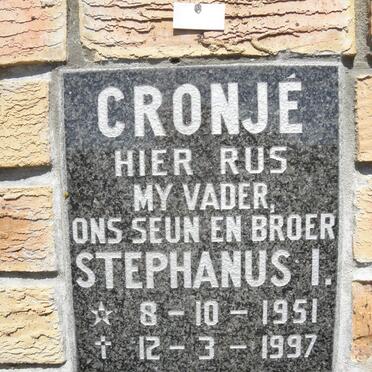 CRONJÉ
HIER RUS
MY VADER,
ONS SEUN EN BROER
STEPHANUS I.
☆ 8-10-1951
† 12-3-1997